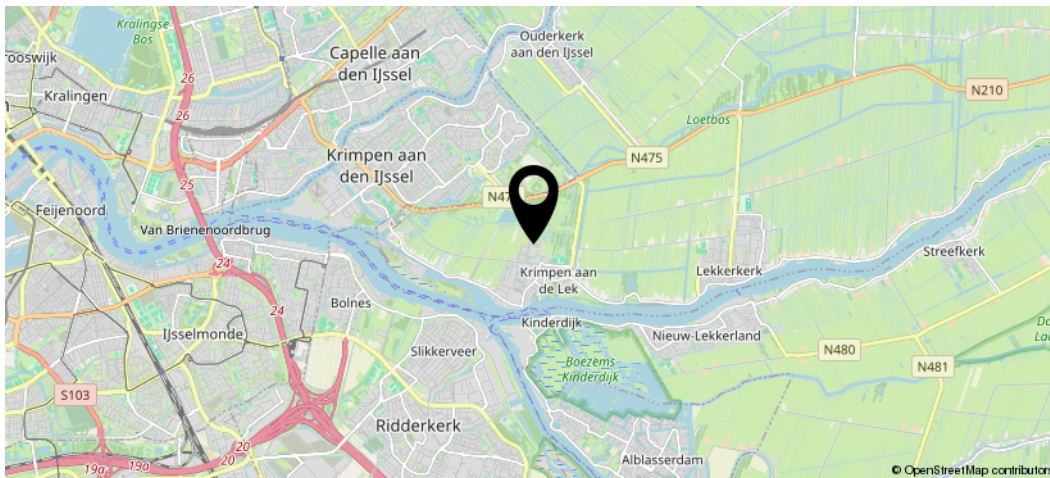 Kralingse
Bos
Ouderkerk
aan den IJssel
rooswijk
Capelle aan
den IJssel
26
N210
Kralingen
26
Loetbos
Krimpen aan
den IJssel
N475
25
N47
Feijenoord
Van Brienenoordbrug
Streefkerk
24
Krimpen aan
de Lek
Lekkerkerk
Bolnes
24
Kinderdijk
IJsselmonde
Nieuw-Lekkerland
Slikkerveer
N480
Boezems
Kinderdijk
N481
S103
Ridderkerk
20
20
19a
19a
Alblasserdam
© OpenStreetMap contributors